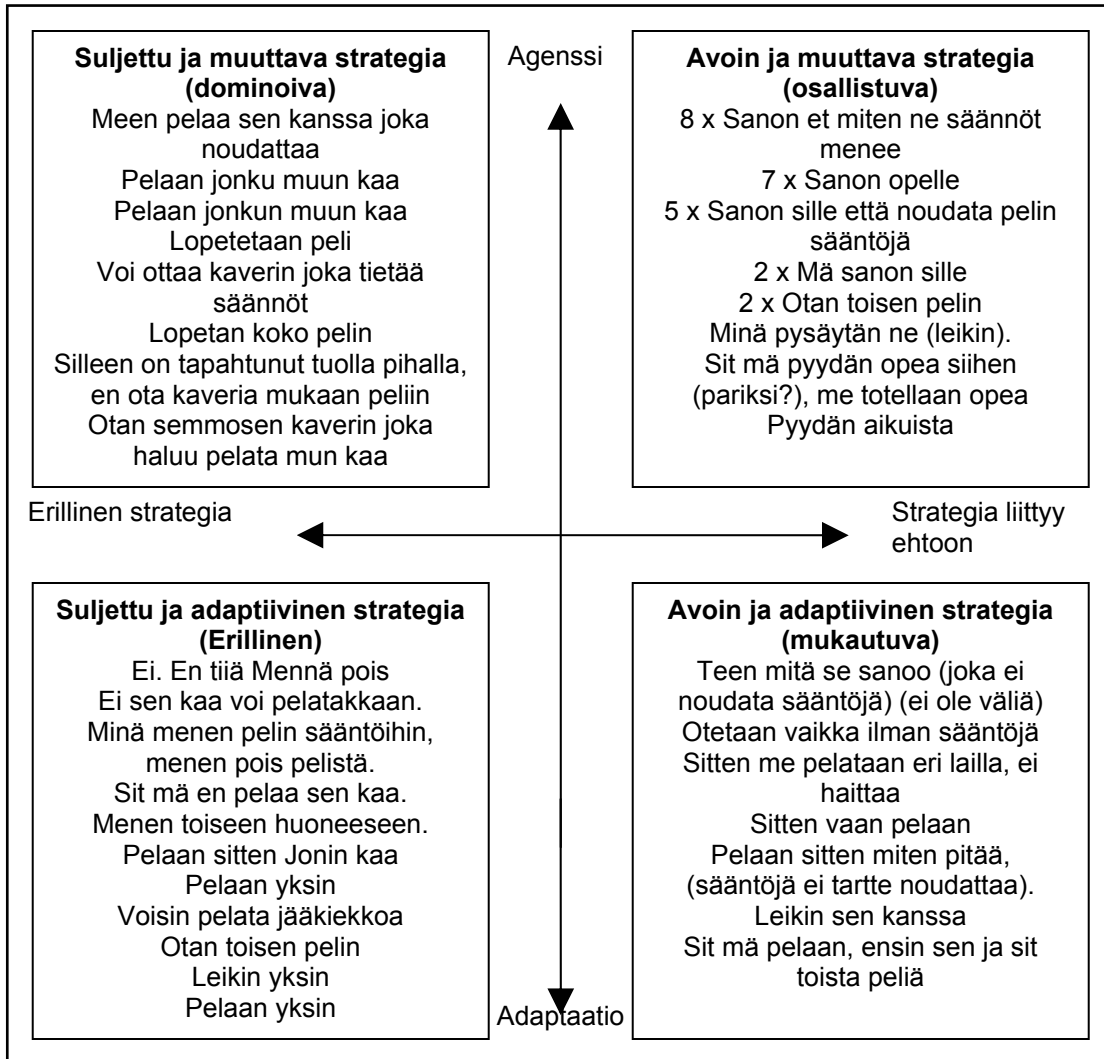 Suljettu ja muuttava strategia
(dominoiva)
Meen pelaa sen kanssa joka
noudattaa
Pelaan jonku muun kaa
Pelaan jonkun muun kaa
Lopetetaan peli
Voi ottaa kaverin joka tietää
säännöt
Lopetan koko pelin
Silleen on tapahtunut tuolla pihalla,
en ota kaveria mukaan peliin
Otan semmosen kaverin joka
haluu pelata mun kaa
Agenssi
Avoin ja muuttava strategia
(osallistuva)
8 x Sanon et miten ne säännöt
menee
7 x Sanon opelle
5 x Sanon sille että noudata pelin
sääntöjä
2 x Mä sanon sille
2 x Otan toisen pelin
Minä pysäytän ne (leikin).
Sit mä pyydän opea siihen
(pariksi?), me totellaan opea
Pyydän aikuista
Erillinen strategia
Strategia liittyy
ehtoon
Suljettu ja adaptiivinen strategia
(Erillinen)
Ei. En tiiä Mennä pois
Ei sen kaa voi pelatakkaan.
Minä menen pelin sääntöihin,
menen pois pelistä.
Sit mä en pelaa sen kaa.
Menen toiseen huoneeseen.
Pelaan sitten Jonin kaa
Pelaan yksin
Voisin pelata jääkiekkoa
Otan toisen pelin
Leikin yksin
Pelaan yksin
Adaptaatio
Avoin ja adaptiivinen strategia
(mukautuva)
Teen mitä se sanoo (joka ei
noudata sääntöjä) (ei ole väliä)
Otetaan vaikka ilman sääntöjä
Sitten me pelataan eri lailla, ei
haittaa
Sitten vaan pelaan
Pelaan sitten miten pitää,
(sääntöjä ei tartte noudattaa).
Leikin sen kanssa
Sit mä pelaan, ensin sen ja sit
toista peliä